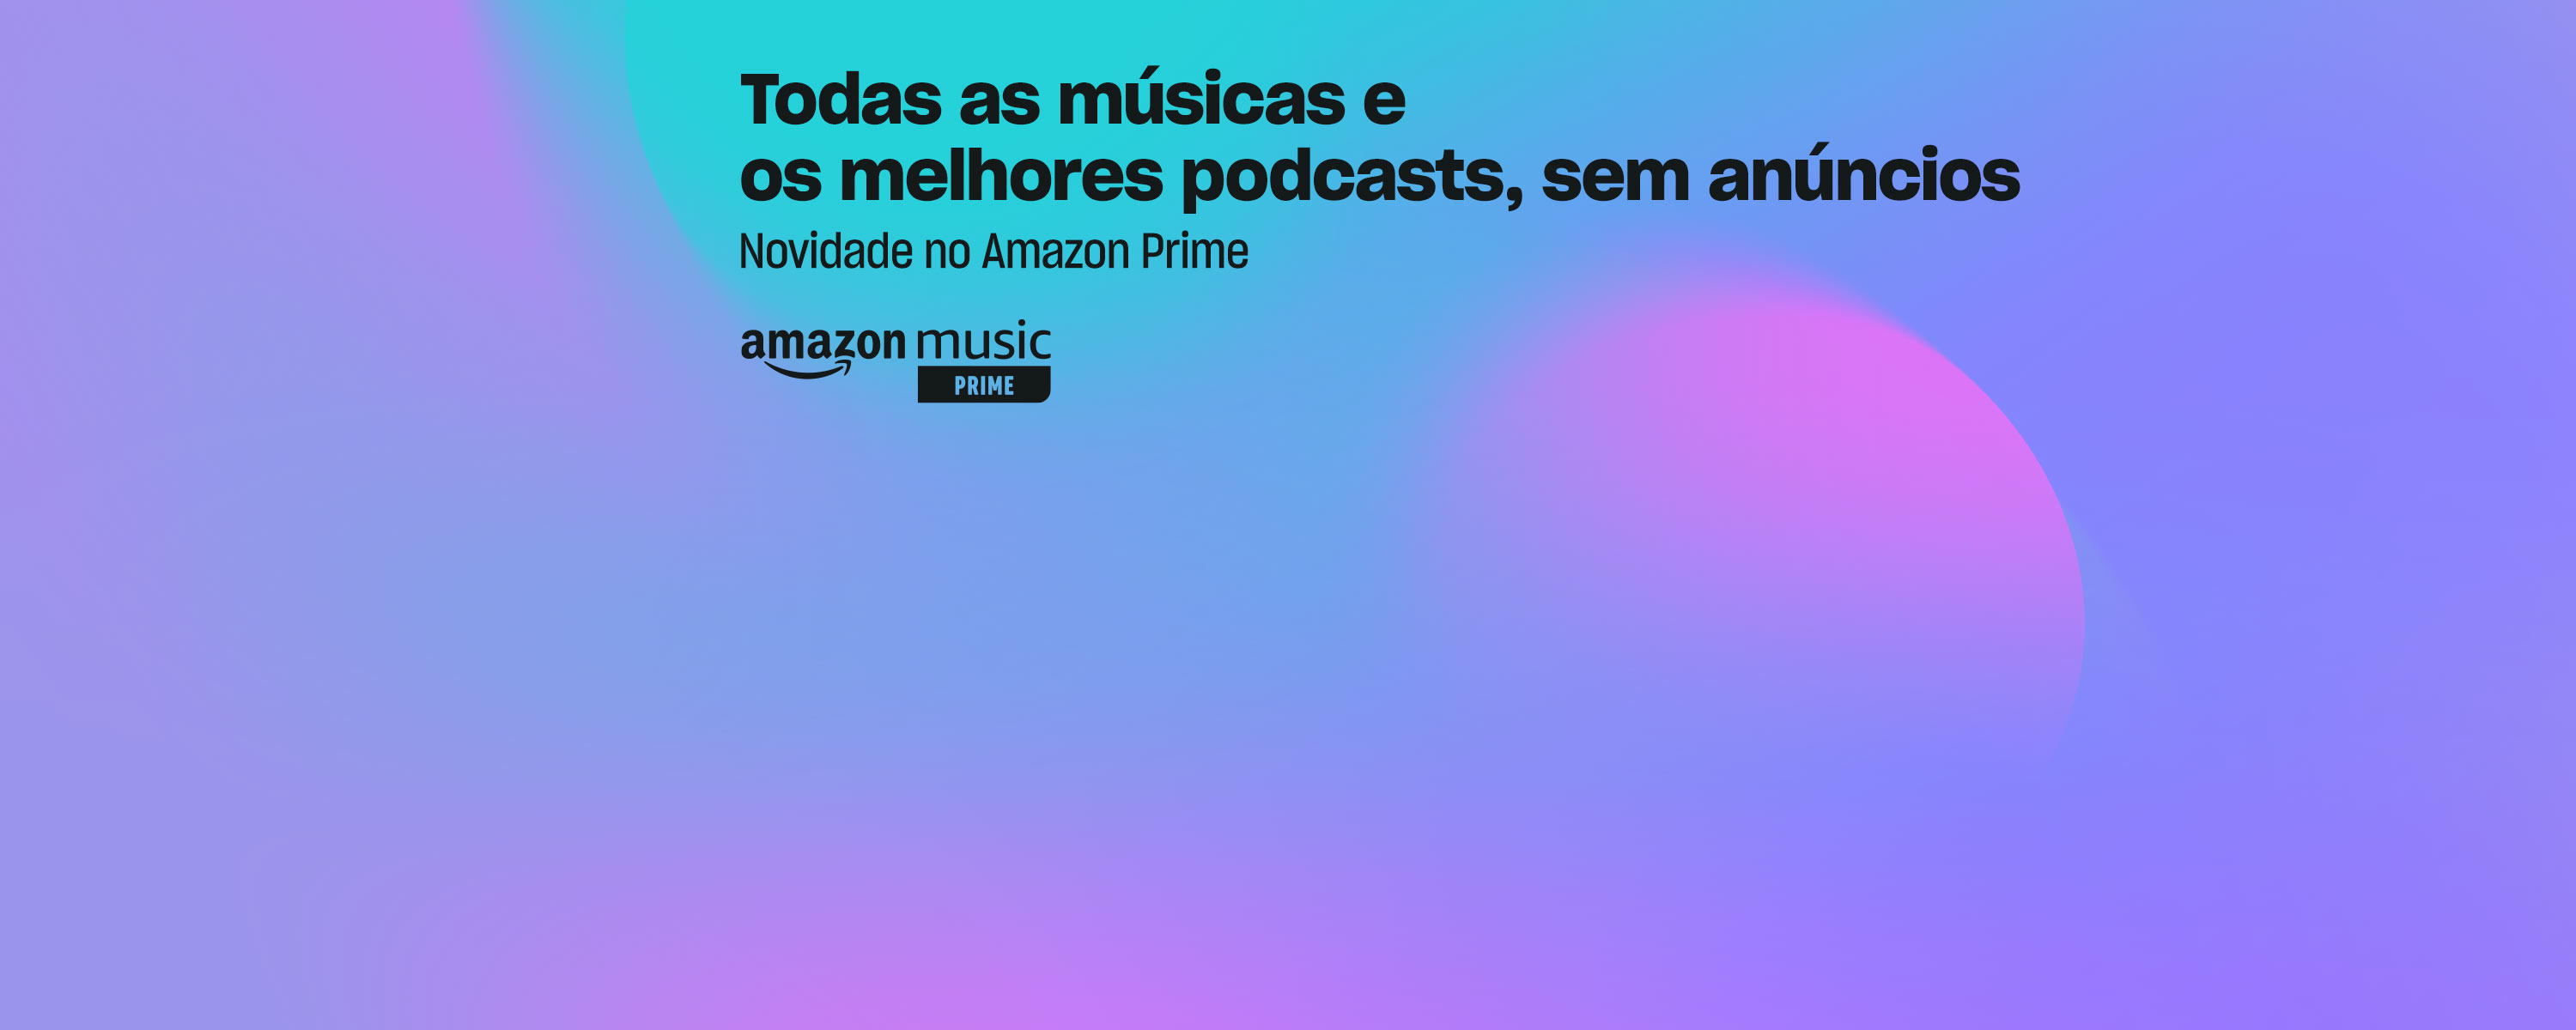 Todas as músicas e
os melhores podcasts, sem anúncios
Novidade no Amazon Prime
amazon music
PRIME